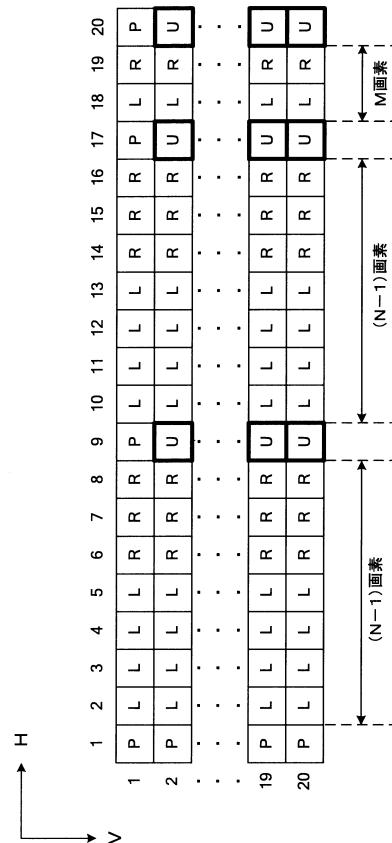 H
V
1 2 3 4 5 6 7 8 9 10 11 12 13 14 15 16 17 18 19 20
1 P L L L L R R R P L L L L R R R P L R P
2 P L L L L R R R U L L L L R R R U L R U
19 P L L L L R R R U L L L L R R R U L R U
20 P L L L L R R R U L L L L R R R U L R U
(N－1)画素 (N－1)画素 M画素